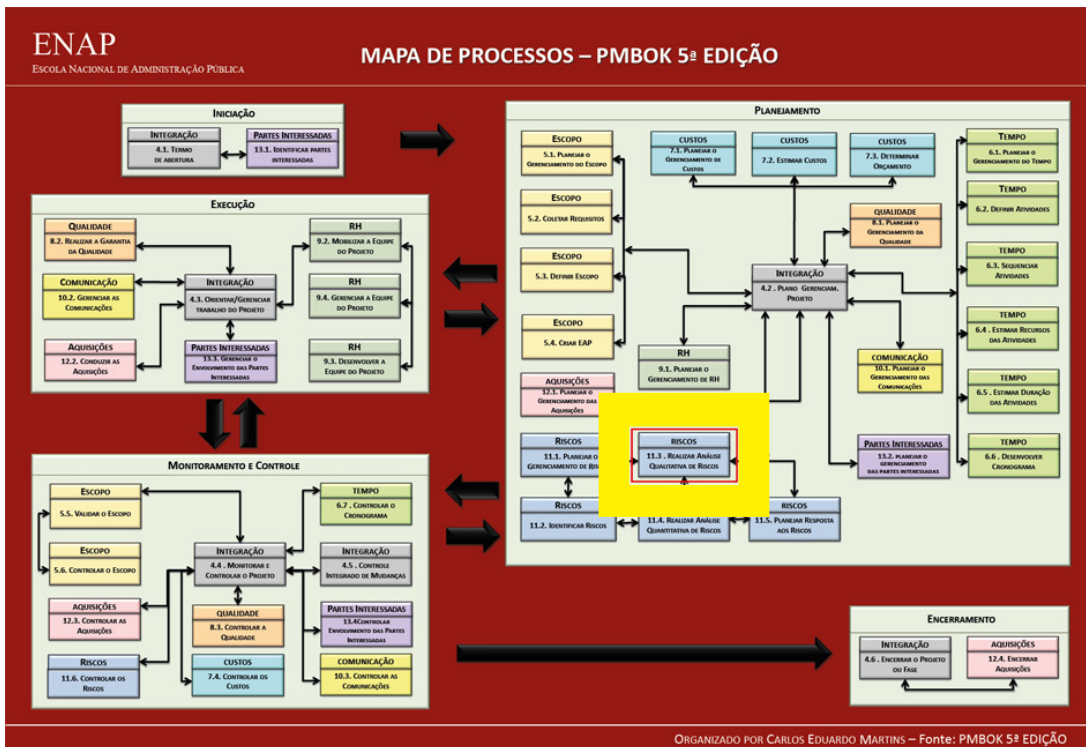 ENAP
ESCOLA NACIONAL DE ADMINISTRAÇÃO PÚBLICA
MAPA DE PROCESSOS – PMBOK 5ª EDIÇÃO
INICIAÇÃO
INTEGRAÇÃO
4.1. TERMO
DE ABERTURA
PARTES INTERESSADAS
13.1. IDENTIFICAR PARTES
INTERESSADAS
EXECUÇÃO
QUALIDADE
8.2. REALIZAR A GARANTIA
DA QUALIDADE
COMUNICAÇÃO
10.2. GERENCIAR AS
COMUNICAÇÕES
AQUISIÇÕES
12.2. CONDUZIR AS
AQUISIÇÕES
INTEGRAÇÃO
4.3. ORIENTAR/GERENCIAR
TRABALHO DO PROJETO
PARTES INTERESSADAS
13.3. GERENCIAR O
ENVOLVIMENTO DAS PARTES
INTERESSADAS
RH
9.2. MOBILIZAR A EQUIPE
DO PROJETO
RH
9.4. GERENCIAR A EQUIPE
DO PROJETO
RH
9.3. DESENVOLVER A
EQUIPE DO PROJETO
PLANEJAMENTO
ESCOPO
5.1. PLANEJAR O
GERENCIAMENTO DO ESCOPO
ESCOPO
5.2. COLETAR REQUISITOS
ESCOPO
5.3. DEFINIR ESCOPO
ESCOPO
5.4. CRIAR EAP
CUSTOS
7.1. PLANEJAR O
GERENCIAMENTO DE
CUSTOS
CUSTOS
7.2. ESTIMAR CUSTOS
CUSTOS
7.3. DETERMINAR
ORÇAMENTO
QUALIDADE
8.1. PLANEJAR O
GERENCIAMENTO DA
QUALIDADE
INTEGRAÇÃO
4.2 . PLANO GERENCIAM.
PROJETO
RH
9.1. PLANEJAR O
GERENCIAMENTO DE RH
COMUNICAÇÃO
10.1. PLANEJAR O
GERENCIAMENTO DAS
COMUNICAÇÕES
TEMPO
6.1. PLANEJAR O
GERENCIAMENTO DO TEMPO
TEMPO
6.2. DEFINIR ATIVIDADES
TEMPO
6.3. SEQUENCIAR
ATIVIDADES
TEMPO
6.4 . ESTIMAR RECURSOS
DAS ATIVIDADES
TEMPO
6.5 . ESTIMAR DURAÇÃO
DAS ATIVIDADES
TEMPO
6.6 . DESENVOLVER
CRONOGRAMA
AQUISIÇÕES
12.1. PLANEJAR O
GERENCIAMENTO DAS
AQUISIÇÕES
RISCOS
11.1. PLANEJAR O
GERENCIAMENTO DE
RISCOS
11.3 . REALIZAR ANÁLISE
QUALITATIVA DE RISCOS
PARTES INTERESSADAS
13.2. PLANEJAR O
GERENCIAMENTO
DAS PARTES INTERESSADAS
RISCOS
11.2. IDENTIFICAR RISCOS
11.4. REALIZAR ANÁLISE
QUANTITATIVA DE RISCOS
RISCOS
11.5. PLANEJAR RESPOSTA
AOS RISCOS
MONITORAMENTO E CONTROLE
ESCOPO
5.5. VALIDAR O ESCOPO
ESCOPO
5.6. CONTROLAR O ESCOPO
AQUISIÇÕES
12.3. CONTROLAR AS
AQUISIÇÕES
RISCOS
11.6. CONTROLAR OS
RISCOS
INTEGRAÇÃO
4.4 . MONITORAR E
CONTROLAR O PROJETO
QUALIDADE
8.3. CONTROLAR A
QUALIDADE
CUSTOS
7.4. CONTROLAR OS
CUSTOS
TEMPO
6.7 . CONTROLAR O
CRONOGRAMA
INTEGRAÇÃO
4.5 . CONTROLE
INTEGRADO DE MUDANÇAS
PARTES INTERESSADAS
13.4CONTROLAR
ENVOLVIMENTO DAS PARTES
INTERESSADAS
COMUNICAÇÃO
10.3. CONTROLAR AS
COMUNICAÇÕES
ENCERRAMENTO
INTEGRAÇÃO
4.6 . ENCERRAR O PROJETO
OU FASE
AQUISIÇÕES
12.4. ENCERRAR
AQUISIÇÕES
ORGANIZADO POR CARLOS EDUARDO MARTINS – Fonte: PMBOK 5ª EDIÇÃO